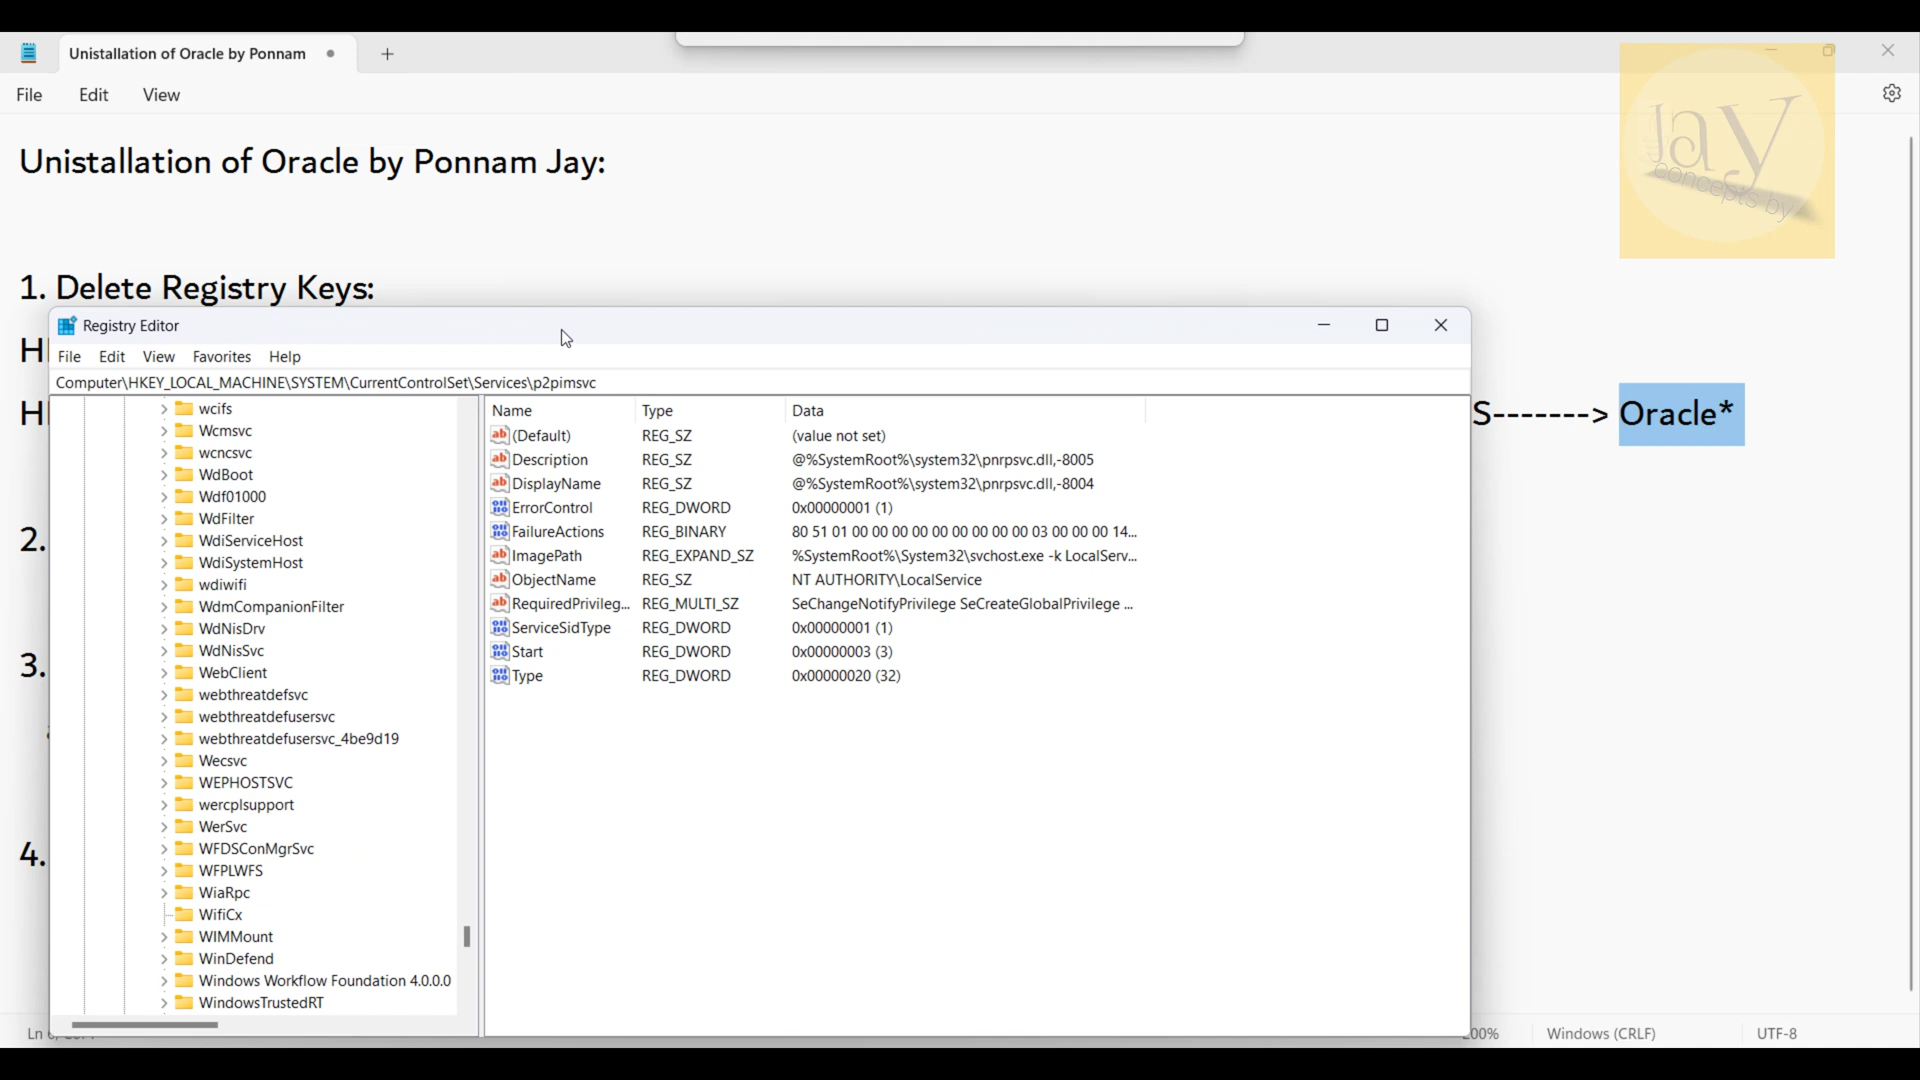 Unistallation of Oracle by Ponnam
File Edit View
Jay
concepts by
Unistallation of Oracle by Ponnam Jay:
1. Delete Registry Keys:
Registry Editor
File Edit View Favorites Help
Computer\HKEY_LOCAL_MACHINE\SYSTEM\CurrentControlSet\Services\p2pimsvc
S-------> Oracle*
2.
3.
4.
wcifs
Wcmsvc
wcncsvc
WdBoot
Wdf01000
WdFilter
WdiServiceHost
WdiSystemHost
wdiwifi
WdmCompanionFilter
WdNisDrv
WdNisSvc
WebClient
webthreatdefsvc
webthreatdefusersvc
webthreatdefusersvc_4be9d19
Wecsvc
WEPHOSTSVC
wercplsupport
WerSvc
WFDSConMgrSvc
WFPLWFS
WiaRpc
WifiCx
WIMMount
WinDefend
Windows Workflow Foundation 4.0.0.0
WindowsTrustedRT
Name Type Data
(Default) REG_SZ (value not set)
Description REG_SZ @%SystemRoot%\system32\pnrpsvc.dll,-8005
DisplayName REG_SZ @%SystemRoot%\system32\pnrpsvc.dll,-8004
ErrorControl REG_DWORD 0x00000001 (1)
FailureActions REG_BINARY 80 51 01 00 00 00 00 00 00 00 00 00 03 00 00 00 14...
ImagePath REG_EXPAND_SZ %SystemRoot%\System32\svchost.exe -k LocalServ...
ObjectName REG_SZ NT AUTHORITY\LocalService
RequiredPrivileg... REG_MULTI_SZ SeChangeNotifyPrivilege SeCreateGlobalPrivilege ...
ServiceSidType REG_DWORD 0x00000001 (1)
Start REG_DWORD 0x00000003 (3)
Type REG_DWORD 0x00000020 (32)
Windows (CRLF) UTF-8